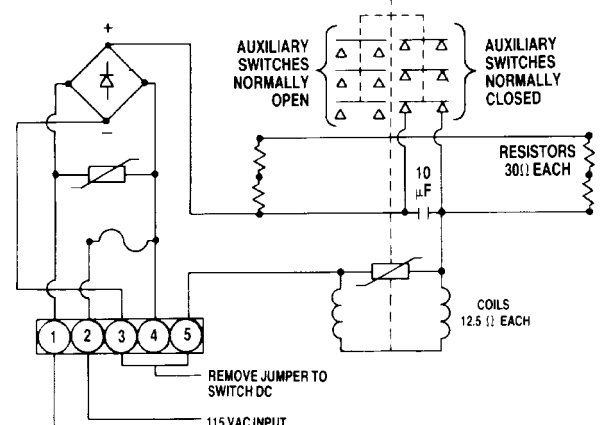 +
AUXILIARY
SWITCHES
NORMALLY
OPEN
AUXILIARY
SWITCHES
NORMALLY
CLOSED
–
RESISTORS
30Ω EACH
10
µF
COILS
12.5 Ω EACH
1 2 3 4 5
REMOVE JUMPER TO
SWITCH DC
115 VAC INPUT